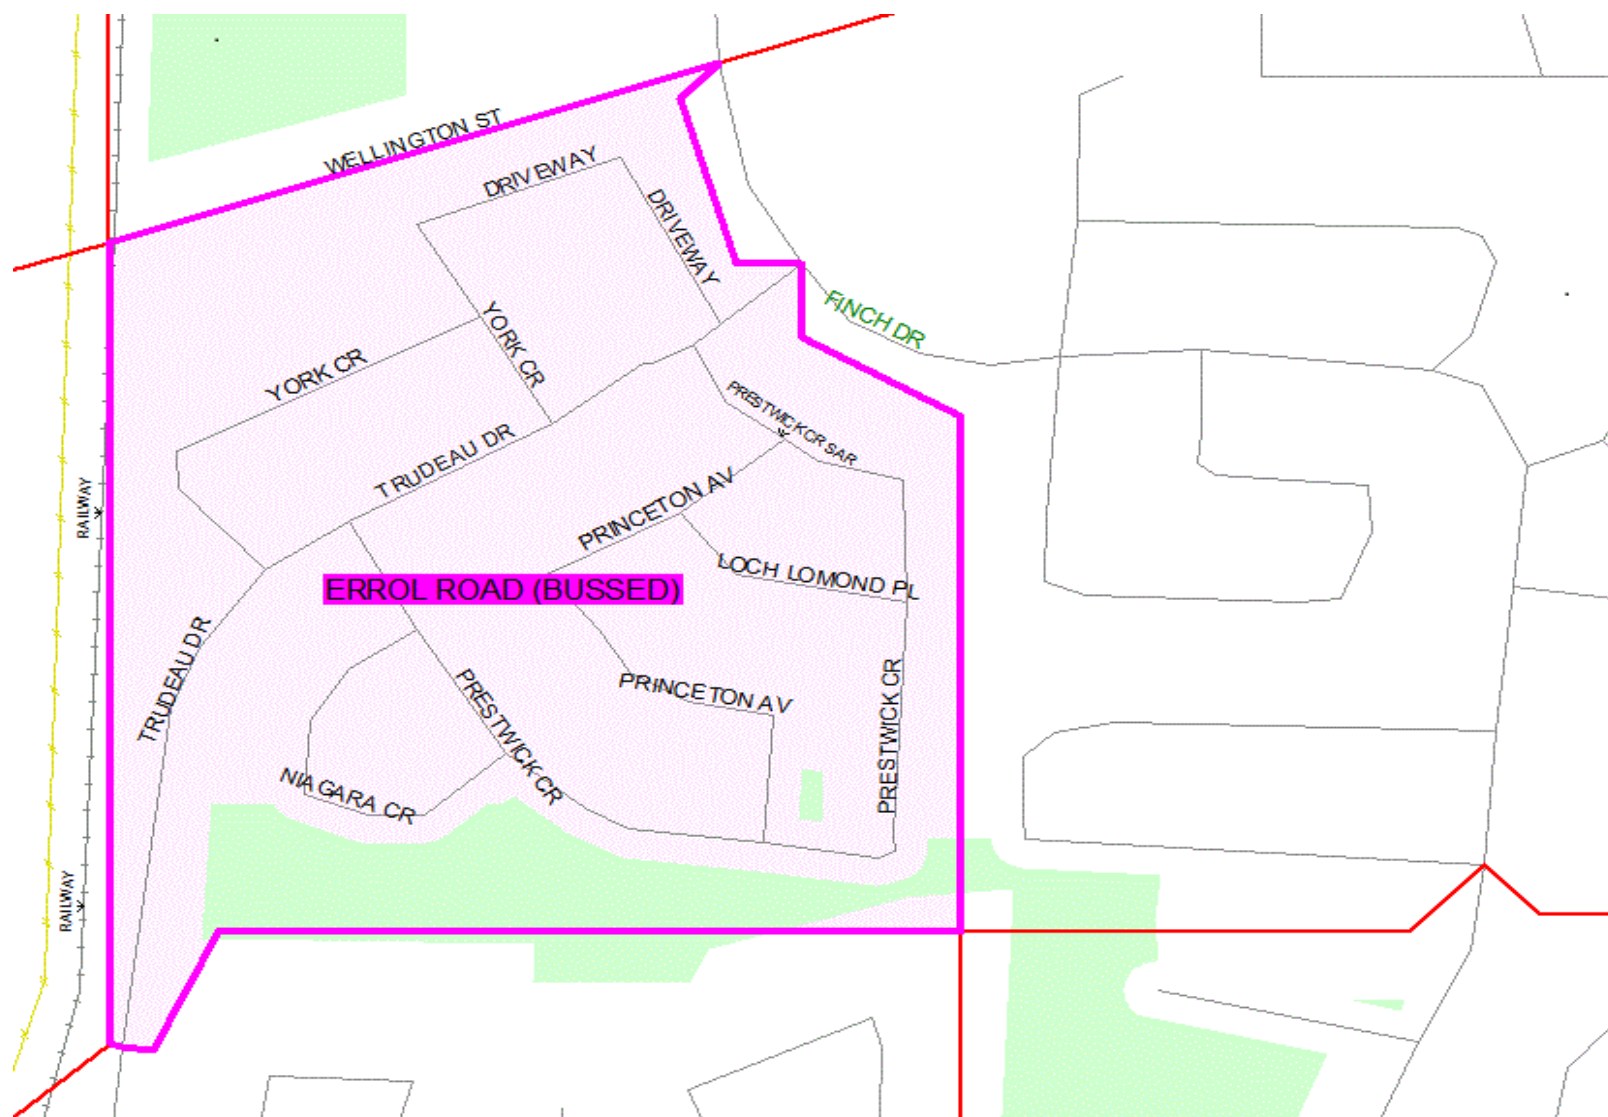 WELLINGTON ST
DRIVEWAY
DRIVEWAY
FINCH DR
YORK CR
YORK CR
PRESTWICK CR SAR
TRUDEAU DR
PRINCETON AV
RAILWAY
LOCH LOMOND PL
ERROL ROAD (BUSSED)
TRUDEAU DR
PRESTWICK CR
PRINCETON AV
PRESTWICK CR
NIAGARA CR
RAILWAY